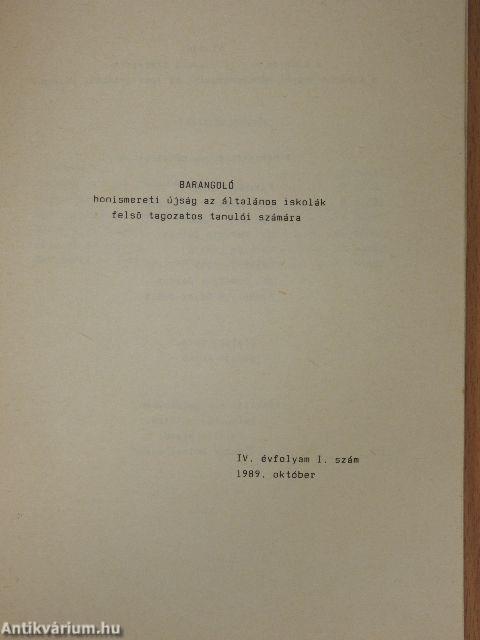 BARANGOLÓ
honismereti újság az általános iskolák
felső tagozatos tanulói számára
IV. évfolyam 1. szám
1989. október
Antikvárium.hu